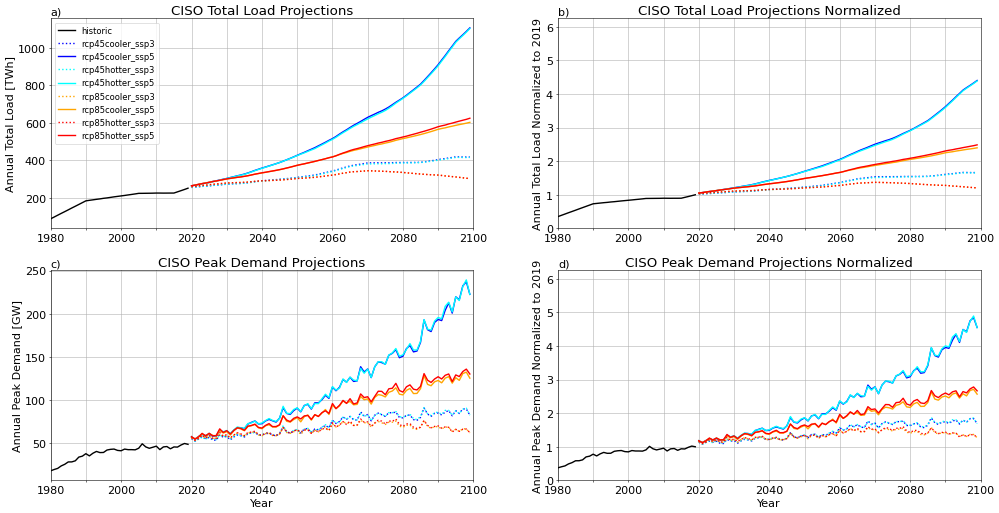 a)
CISO Total Load Projections
Annual Total Load [TWh]
1000
800
600
400
200
historic
rcp45cooler_ssp3
rcp45cooler_ssp5
rcp45hotter_ssp3
rcp45hotter_ssp5
rcp85cooler_ssp3
rcp85cooler_ssp5
rcp85hotter_ssp3
rcp85hotter_ssp5
1980 2000 2020 2040 2060 2080 2100
b)
CISO Total Load Projections Normalized
Annual Total Load Normalized to 2019
6
5
4
3
2
1
0
1980 2000 2020 2040 2060 2080 2100
c)
CISO Peak Demand Projections
Annual Peak Demand [GW]
250
200
150
100
50
1980 2000 2020 2040 2060 2080 2100
Year
d)
CISO Peak Demand Projections Normalized
Annual Peak Demand Normalized to 2019
6
5
4
3
2
1
0
1980 2000 2020 2040 2060 2080 2100
Year